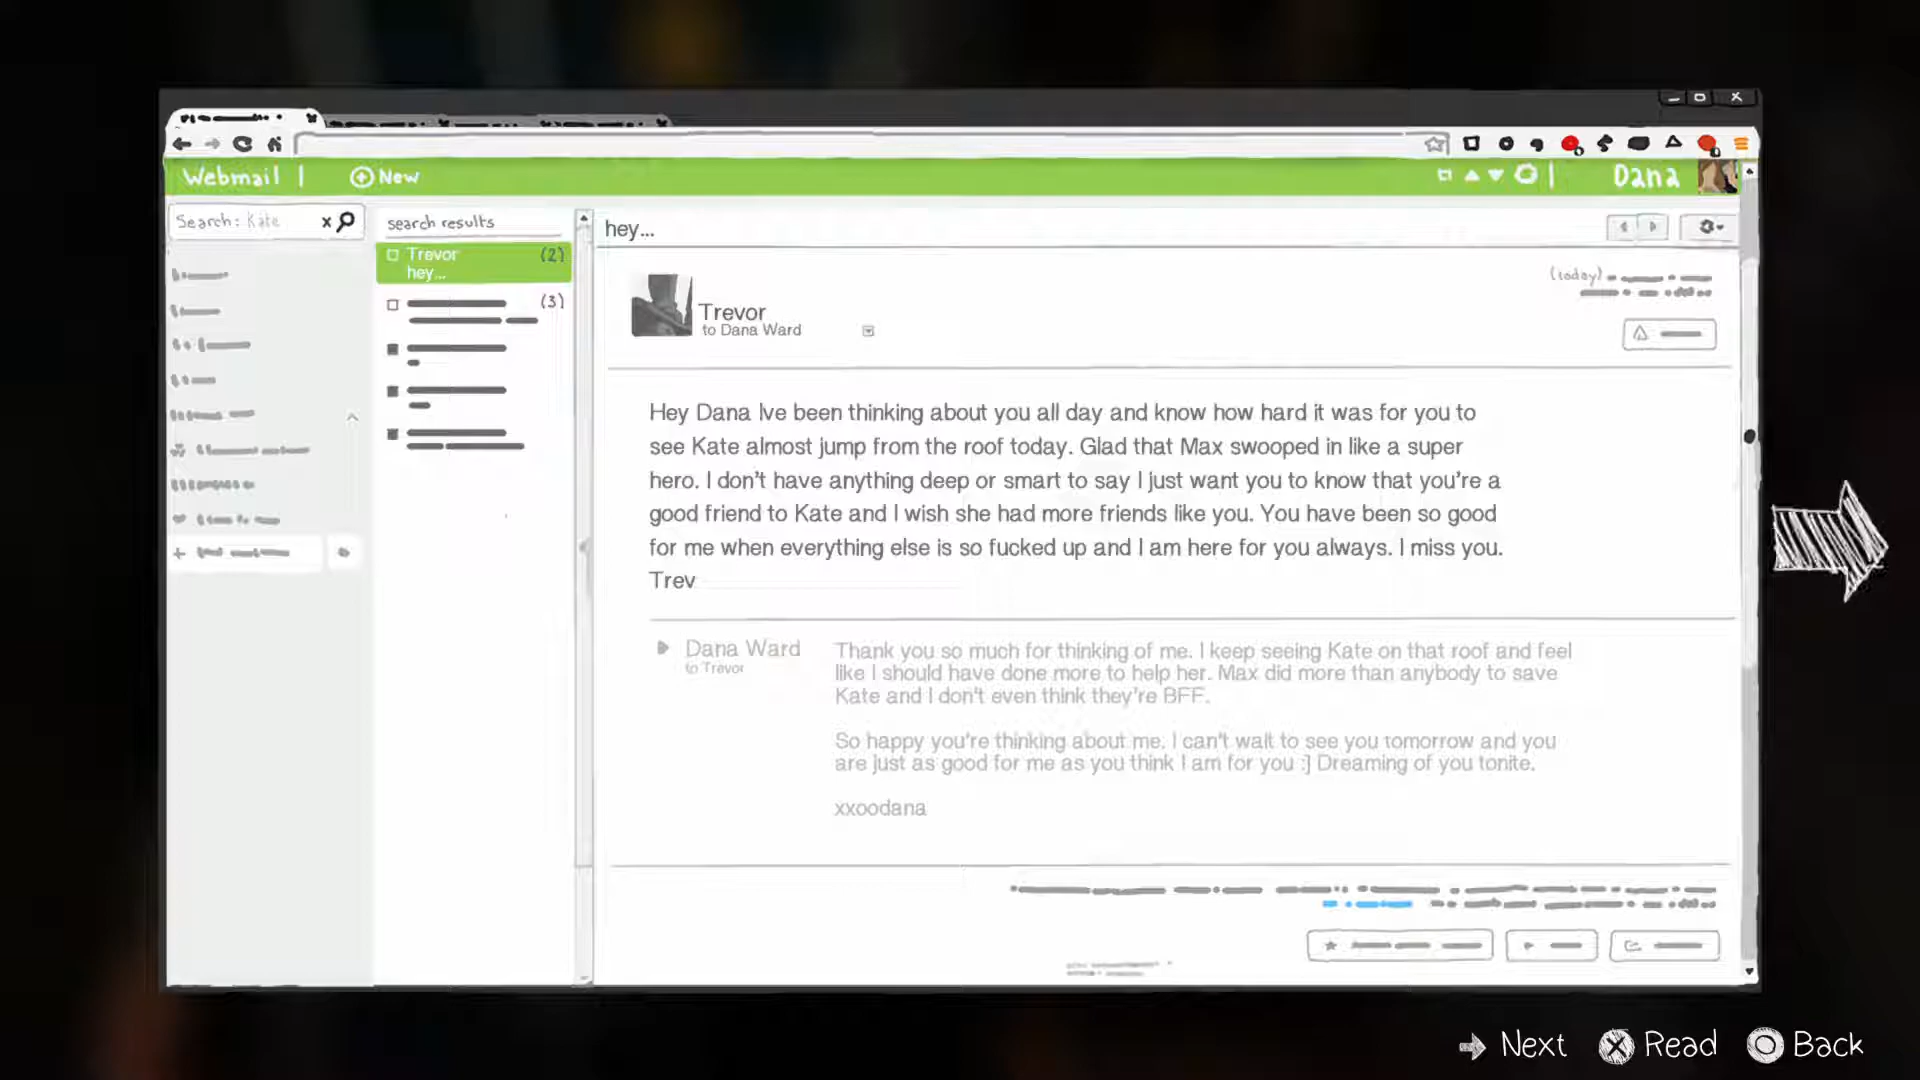 Webmail | New
Dana
Search: Kate x
search results
Trevor (2)
hey...
(3)
hey...
(today)
Trevor
to Dana Ward
Hey Dana Ive been thinking about you all day and know how hard it was for you to
see Kate almost jump from the roof today. Glad that Max swooped in like a super
hero. I don't have anything deep or smart to say I just want you to know that you're a
good friend to Kate and I wish she had more friends like you. You have been so good
for me when everything else is so fucked up and I am here for you always. I miss you.
Trev
Dana Ward
to Trevor
Thank you so much for thinking of me. I keep seeing Kate on that roof and feel
like I should have done more to help her. Max did more than anybody to save
Kate and I don't even think they're BFF.
So happy you're thinking about me. I can't wait to see you tomorrow and you
are just as good for me as you think I am for you :] Dreaming of you tonite.
xxoodana
Next Read Back